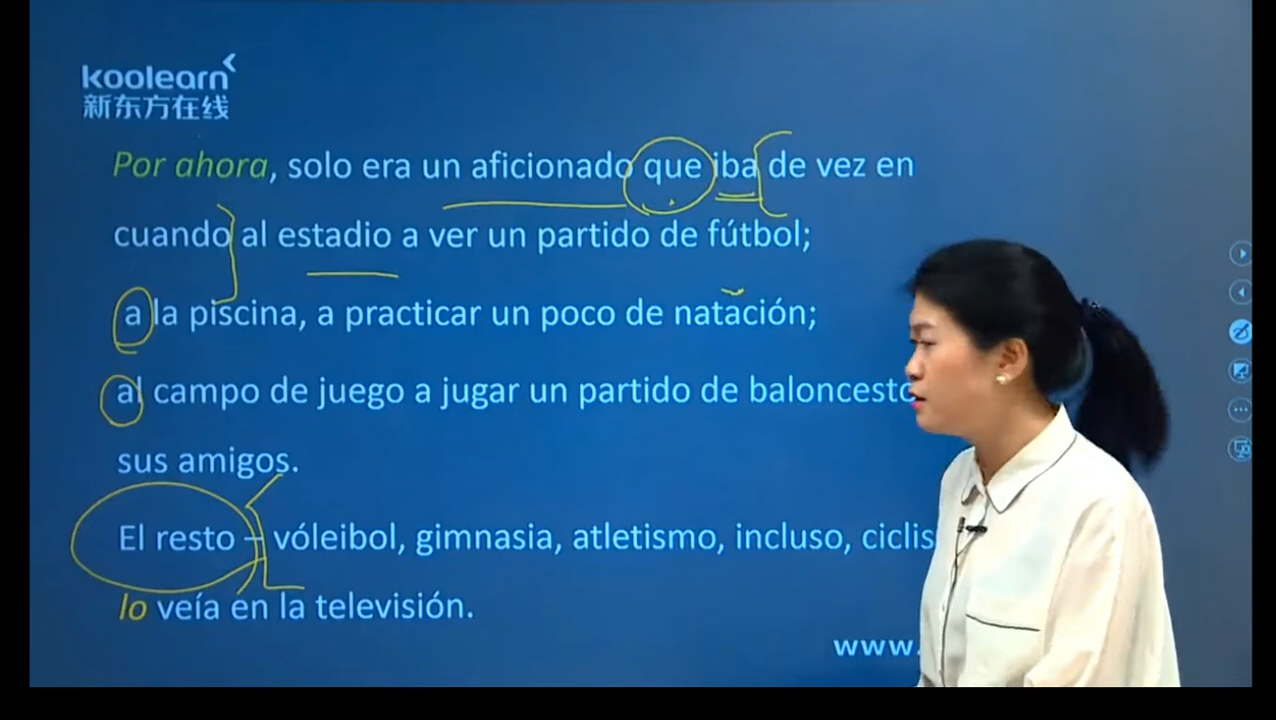 koolearn
新东方在线
Por ahora, solo era un aficionado que iba de vez en
cuando al estadio a ver un partido de fútbol;
a la piscina, a practicar un poco de natación;
al campo de juego a jugar un partido de baloncesto
sus amigos.
El resto – vóleibol, gimnasia, atletismo, incluso, ciclis
lo veía en la televisión.
www.